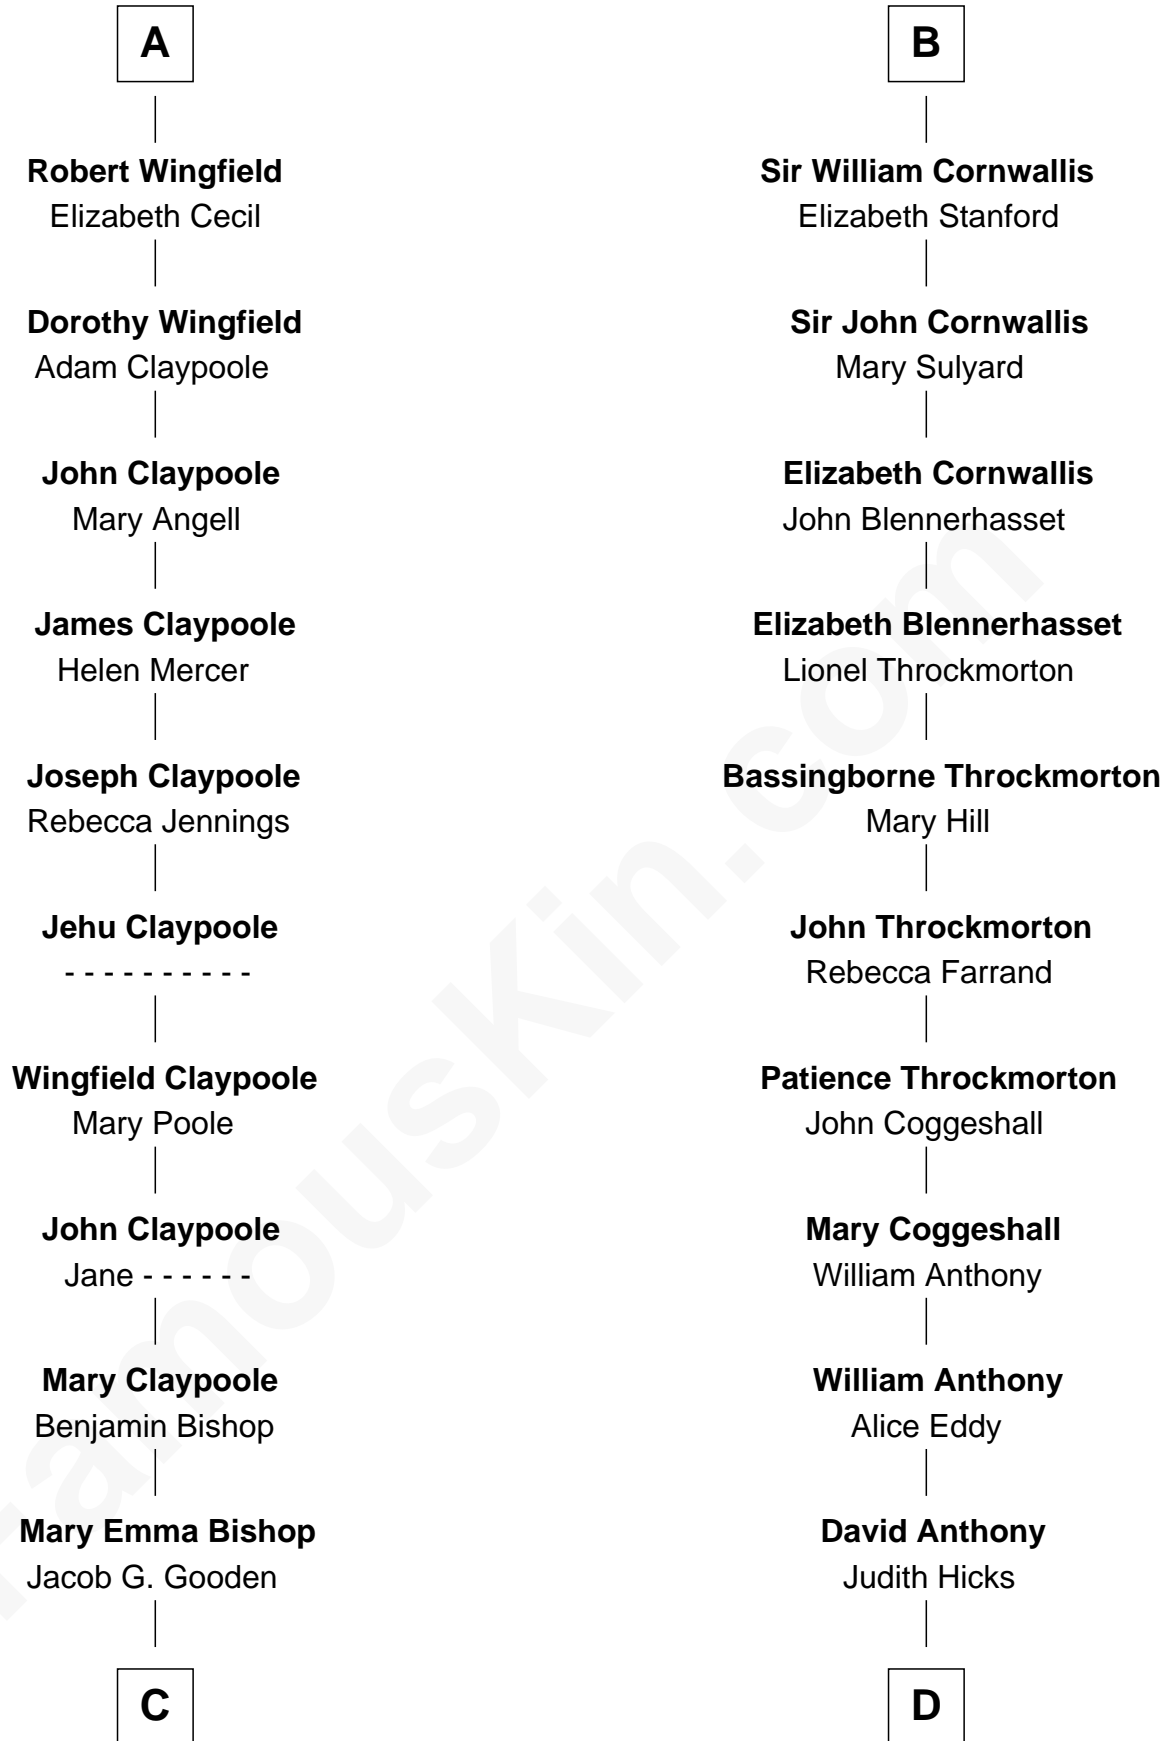 A
Robert Wingfield
Elizabeth Cecil
Dorothy Wingfield
Adam Claypoole
John Claypoole
Mary Angell
James Claypoole
Helen Mercer
Joseph Claypoole
Rebecca Jennings
Jehu Claypoole
- - - - - - - - - -
Wingfield Claypoole
Mary Poole
John Claypoole
Jane - - - - - -
Mary Claypoole
Benjamin Bishop
Mary Emma Bishop
Jacob G. Gooden
C
B
Sir William Cornwallis
Elizabeth Stanford
Sir John Cornwallis
Mary Sulyard
Elizabeth Cornwallis
John Blennerhasset
Elizabeth Blennerhasset
Lionel Throckmorton
Bassingborne Throckmorton
Mary Hill
John Throckmorton
Rebecca Farrand
Patience Throckmorton
John Coggeshall
Mary Coggeshall
William Anthony
William Anthony
Alice Eddy
David Anthony
Judith Hicks
D
FamousKin.com